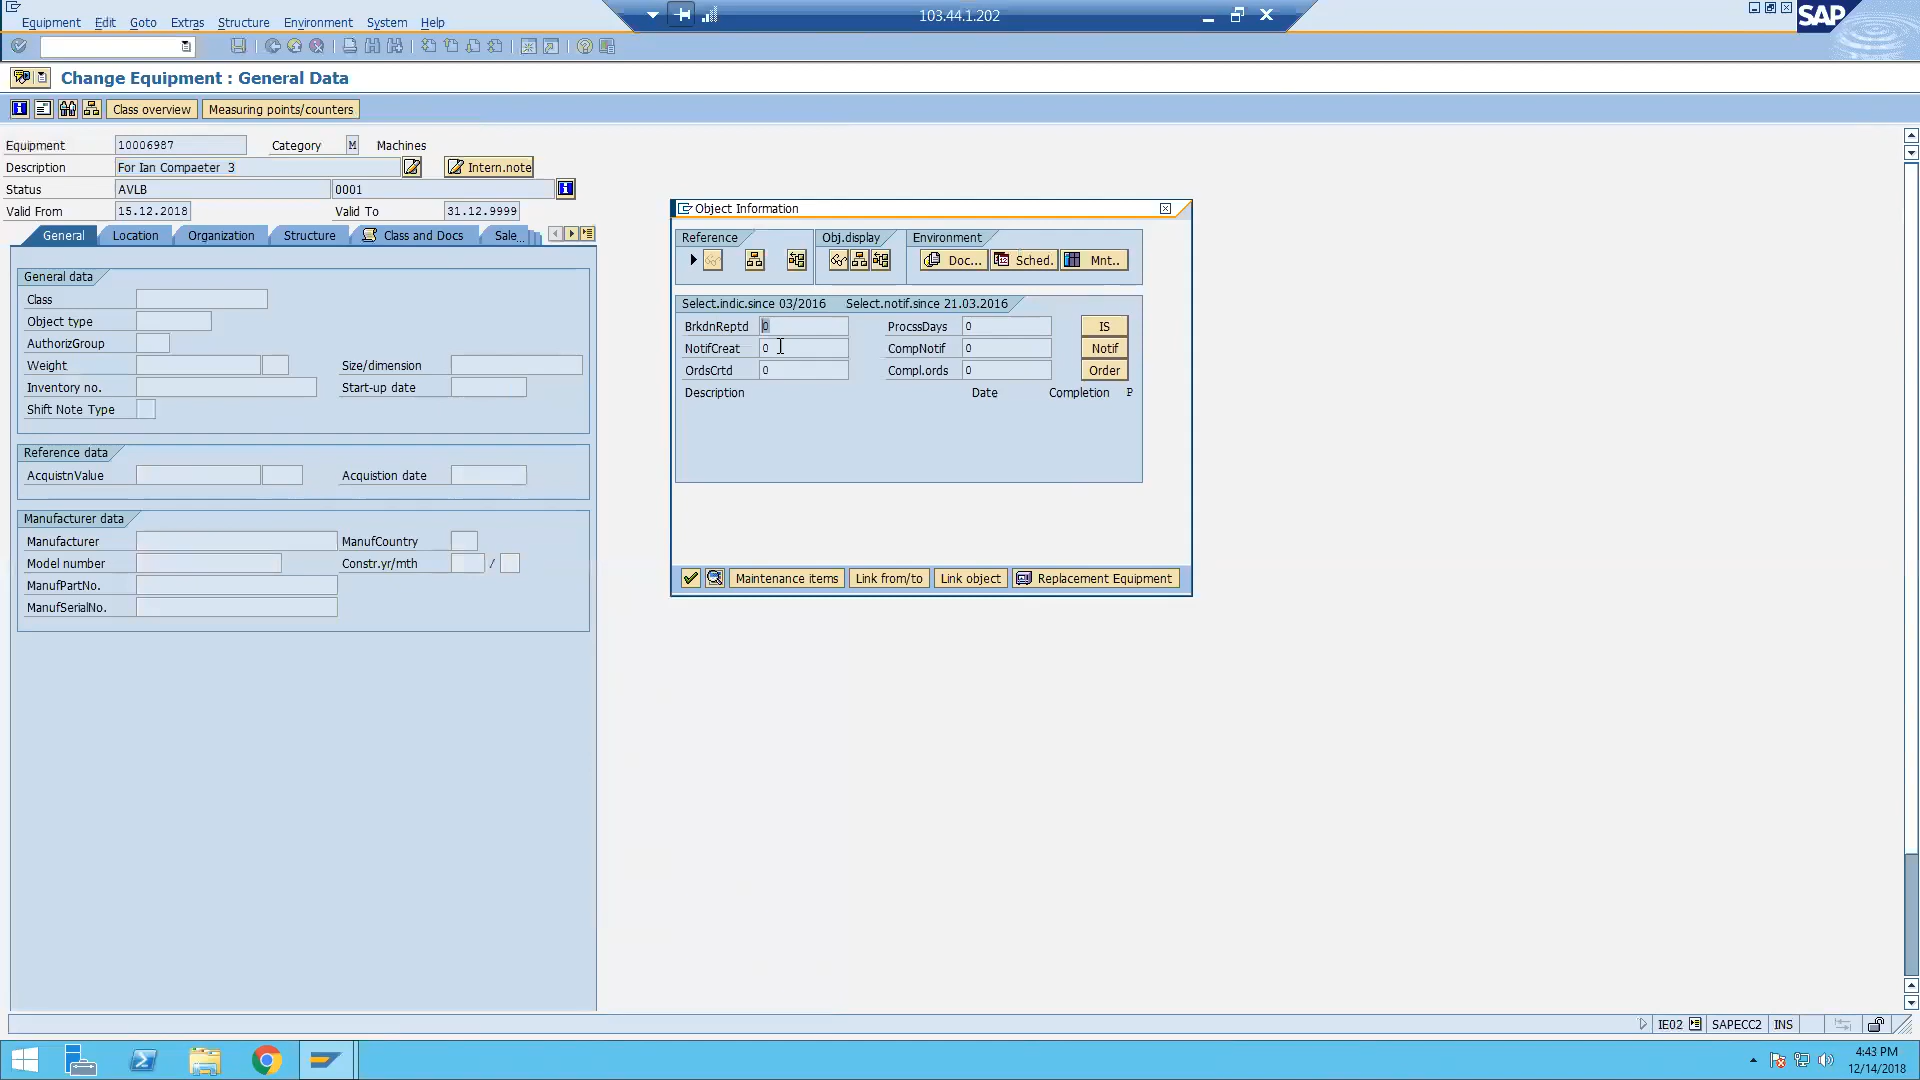 Equipment Edit Goto Extras Structure Environment System Help
103.44.1.202
SAP
Change Equipment : General Data
Class overview Measuring points/counters
Equipment 10006987 Category M Machines
Description For Ian Compaeter 3 Intern.note
Status AVLB 0001
Valid From 15.12.2018 Valid To 31.12.9999
General Location Organization Structure Class and Docs Sale...
General data
Class
Object type
AuthorizGroup
Weight Size/dimension
Inventory no. Start-up date
Shift Note Type
Reference data
AcquistnValue Acquistion date
Manufacturer data
Manufacturer ManufCountry
Model number Constr.yr/mth /
ManufPartNo.
ManufSerialNo.
Object Information
Reference Obj.display Environment
Doc... Sched. Mnt..
Select.indic.since 03/2016 Select.notif.since 21.03.2016
BrkdnReptd 0 ProcssDays 0 IS
NotifCreat 0 CompNotif 0 Notif
OrdsCrtd 0 Compl.ords 0 Order
Description Date Completion P
Maintenance items Link from/to Link object Replacement Equipment
IE02 SAPECC2 INS
4:43 PM
12/14/2018